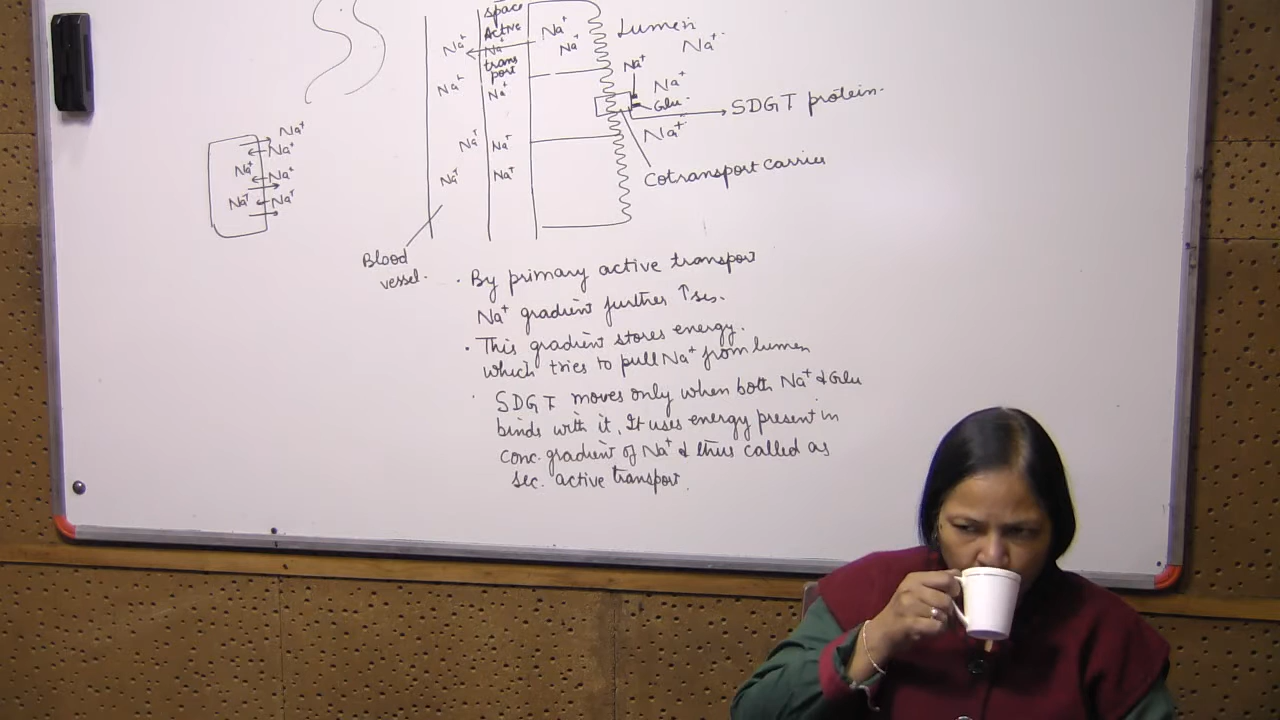 space
Active
Na⁺
trans
port
Na⁺
Na⁺
Na⁺
Na⁺
Na⁺
Na⁺
Na⁺
Na⁺
Na⁺
Na⁺
Lumen
Na⁺
Na⁺
Na⁺
Glu.
Na⁺
SDGT protein.
Cotransport carrier
Na⁺
Na⁺
Na⁺ Na⁺
Na⁺ Na⁺
Blood
vessel.
· By primary active transport
Na⁺ gradient further ↑ses.
· This gradient stores energy.
which tries to pull Na⁺ from lumen
· SDGT moves only when both Na⁺ & Glu
binds with it. It uses energy present in
conc. gradient of Na⁺ & thus called as
sec. active transport.